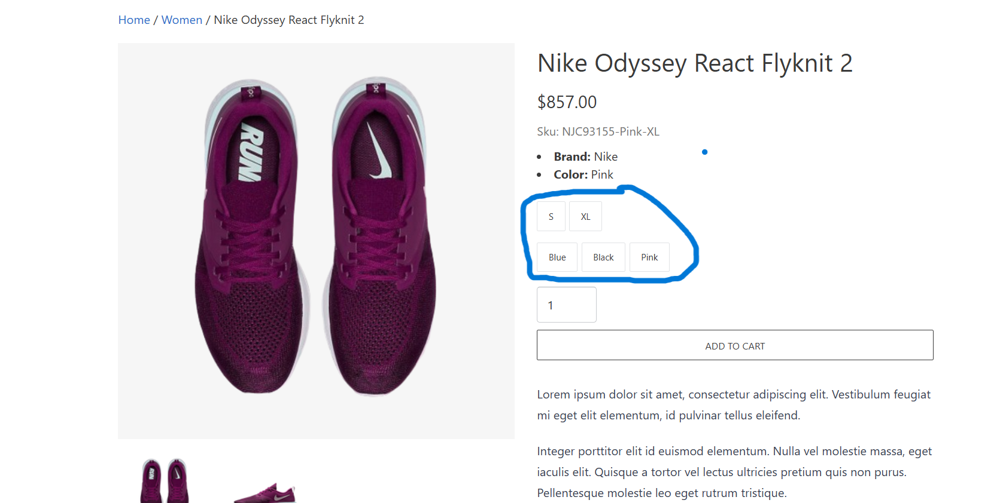 Home / Women / Nike Odyssey React Flyknit 2
RUN
Nike Odyssey React Flyknit 2
$857.00
Sku: NJC93155-Pink-XL
• Brand: Nike
• Color: Pink
S XL
Blue Black Pink
1
ADD TO CART
Lorem ipsum dolor sit amet, consectetur adipiscing elit. Vestibulum feugiat
mi eget elit elementum, id pulvinar tellus eleifend.
Integer porttitor elit id euismod elementum. Nulla vel molestie massa, eget
iaculis elit. Quisque a tortor vel lectus ultricies pretium quis non purus.
Pellentesque molestie leo eget rutrum tristique.
RUN